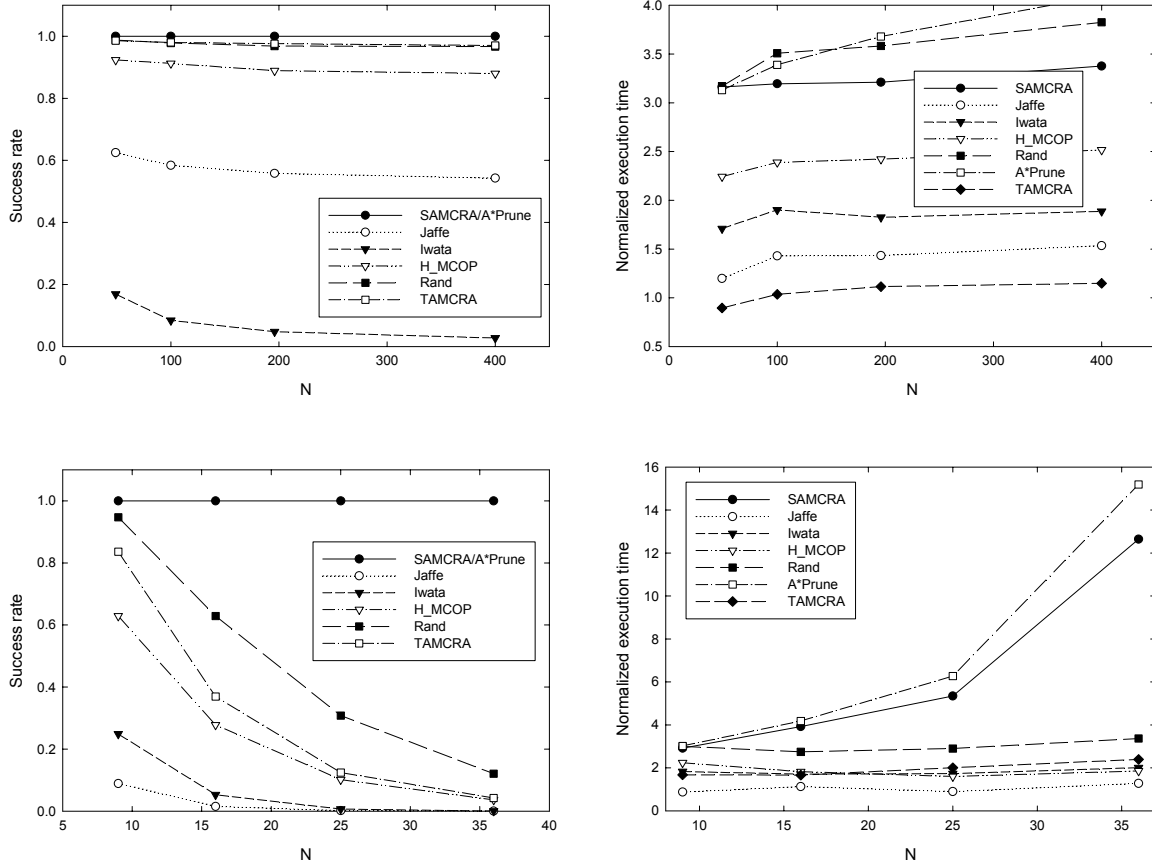 Success rate
1.0
0.8
0.6
0.4
0.2
0.0
SAMCRA/A*Prune
Jaffe
Iwata
H_MCOP
Rand
TAMCRA
0 100 200 300 400
N
Normalized execution time
4.0
3.5
3.0
2.5
2.0
1.5
1.0
0.5
SAMCRA
Jaffe
Iwata
H_MCOP
Rand
A*Prune
TAMCRA
0 100 200 300 400
N
Success rate
1.0
0.8
0.6
0.4
0.2
0.0
SAMCRA/A*Prune
Jaffe
Iwata
H_MCOP
Rand
TAMCRA
5 10 15 20 25 30 35 40
N
Normalized execution time
16
14
12
10
8
6
4
2
0
SAMCRA
Jaffe
Iwata
H_MCOP
Rand
A*Prune
TAMCRA
10 15 20 25 30 35
N